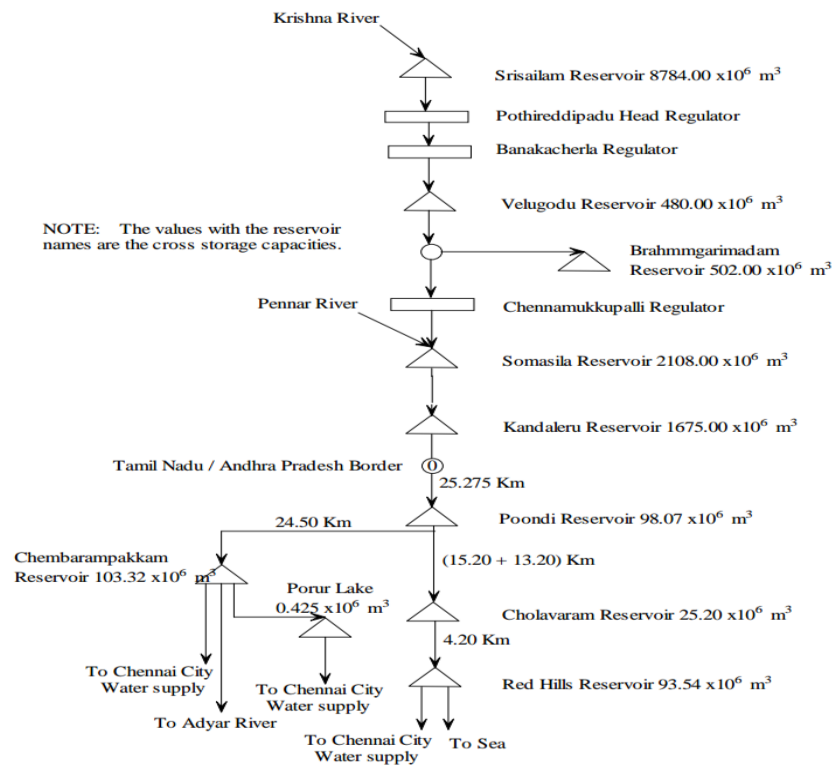 Krishna River
Srisailam Reservoir 8784.00 x10⁶ m³
Pothireddipadu Head Regulator
Banakacherla Regulator
Velugodu Reservoir 480.00 x10⁶ m³
NOTE: The values with the reservoir
names are the cross storage capacities.
Brahmmgarimadam
Reservoir 502.00 x10⁶ m³
Pennar River
Chennamukkupalli Regulator
Somasila Reservoir 2108.00 x10⁶ m³
Kandaleru Reservoir 1675.00 x10⁶ m³
Tamil Nadu / Andhra Pradesh Border
0
25.275 Km
Poondi Reservoir 98.07 x10⁶ m³
24.50 Km
(15.20 + 13.20) Km
Chembarampakkam
Reservoir 103.32 x10⁶ m³
Porur Lake
0.425 x10⁶ m³
Cholavaram Reservoir 25.20 x10⁶ m³
4.20 Km
To Chennai City
Water supply
To Chennai City
Water supply
Red Hills Reservoir 93.54 x10⁶ m³
To Adyar River
To Chennai City
Water supply
To Sea